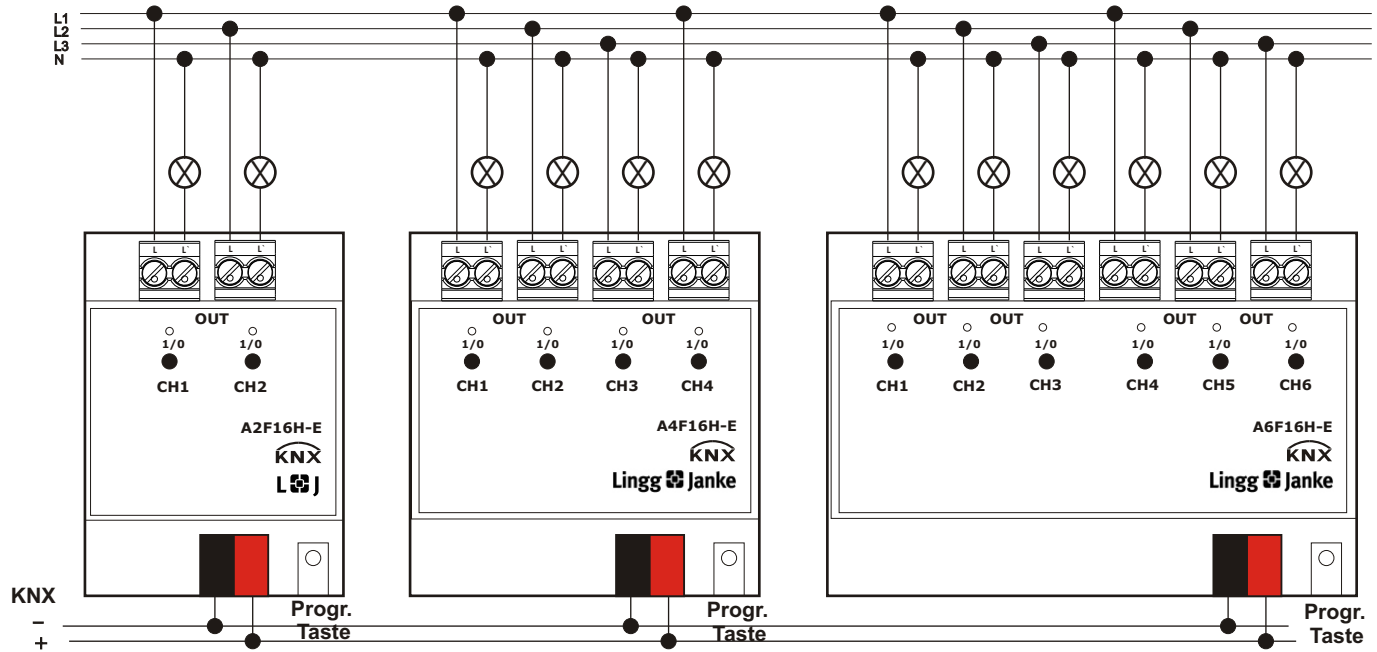 L1
L2
L3
N
L L` L L`
L L` L L` L L` L L`
L L` L L` L L` L L` L L` L L`
OUT
1/0 1/0
CH1 CH2
A2F16H-E
KNX
L J
OUT OUT
1/0 1/0 1/0 1/0
CH1 CH2 CH3 CH4
A4F16H-E
KNX
Lingg Janke
OUT OUT OUT OUT
1/0 1/0 1/0 1/0 1/0 1/0
CH1 CH2 CH3 CH4 CH5 CH6
A6F16H-E
KNX
Lingg Janke
KNX
–
+
Progr.
Taste
Progr.
Taste
Progr.
Taste